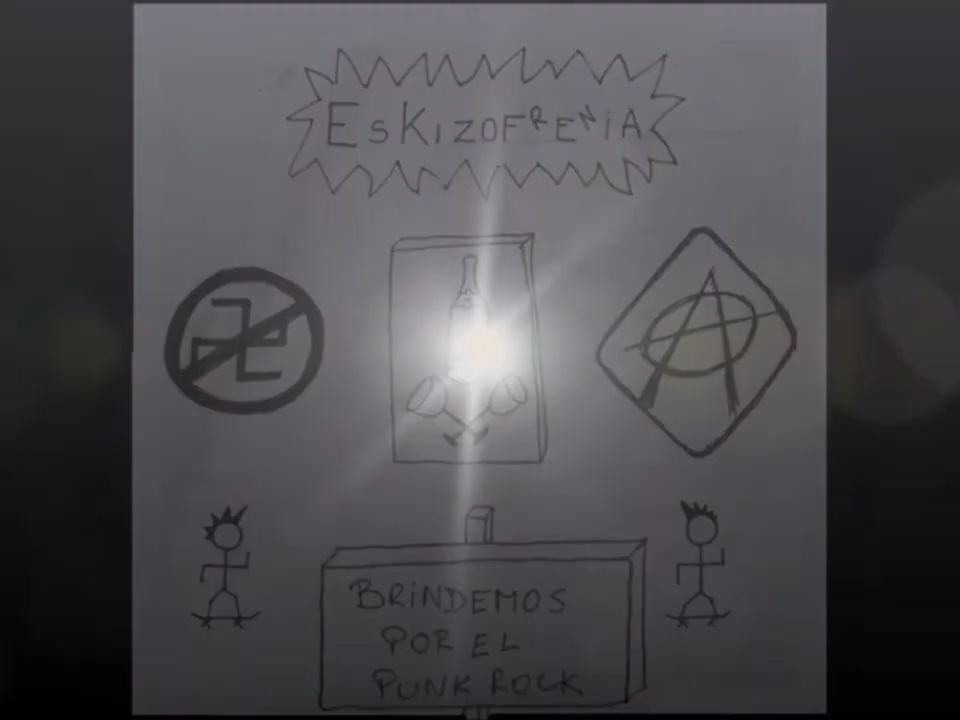 ESKIZOFRENIA
A
BRINDEMOS
POR EL
PUNK ROCK